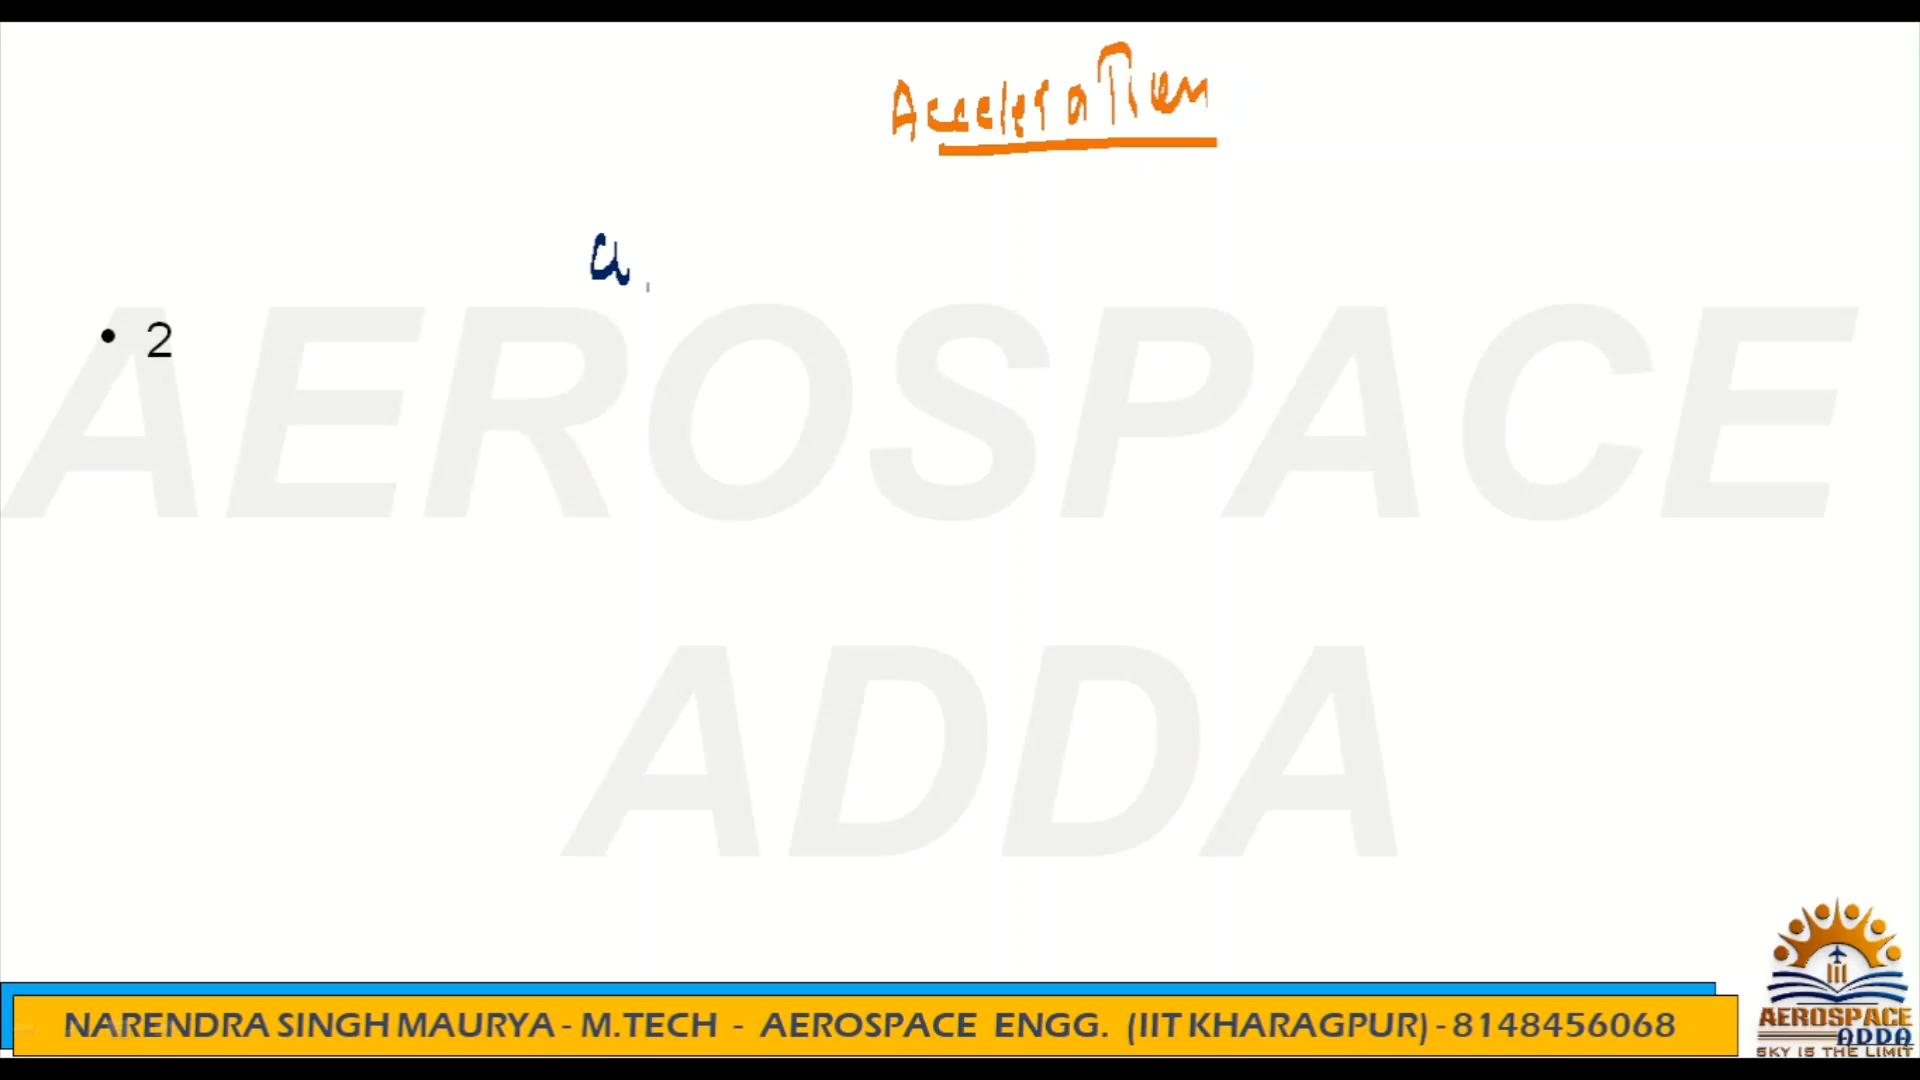 Acceleration
a
• 2
AEROSPACE
ADDA
NARENDRA SINGH MAURYA - M.TECH - AEROSPACE ENGG. (IIT KHARAGPUR) - 8148456068
AEROSPACE
ADDA
SKY IS THE LIMIT